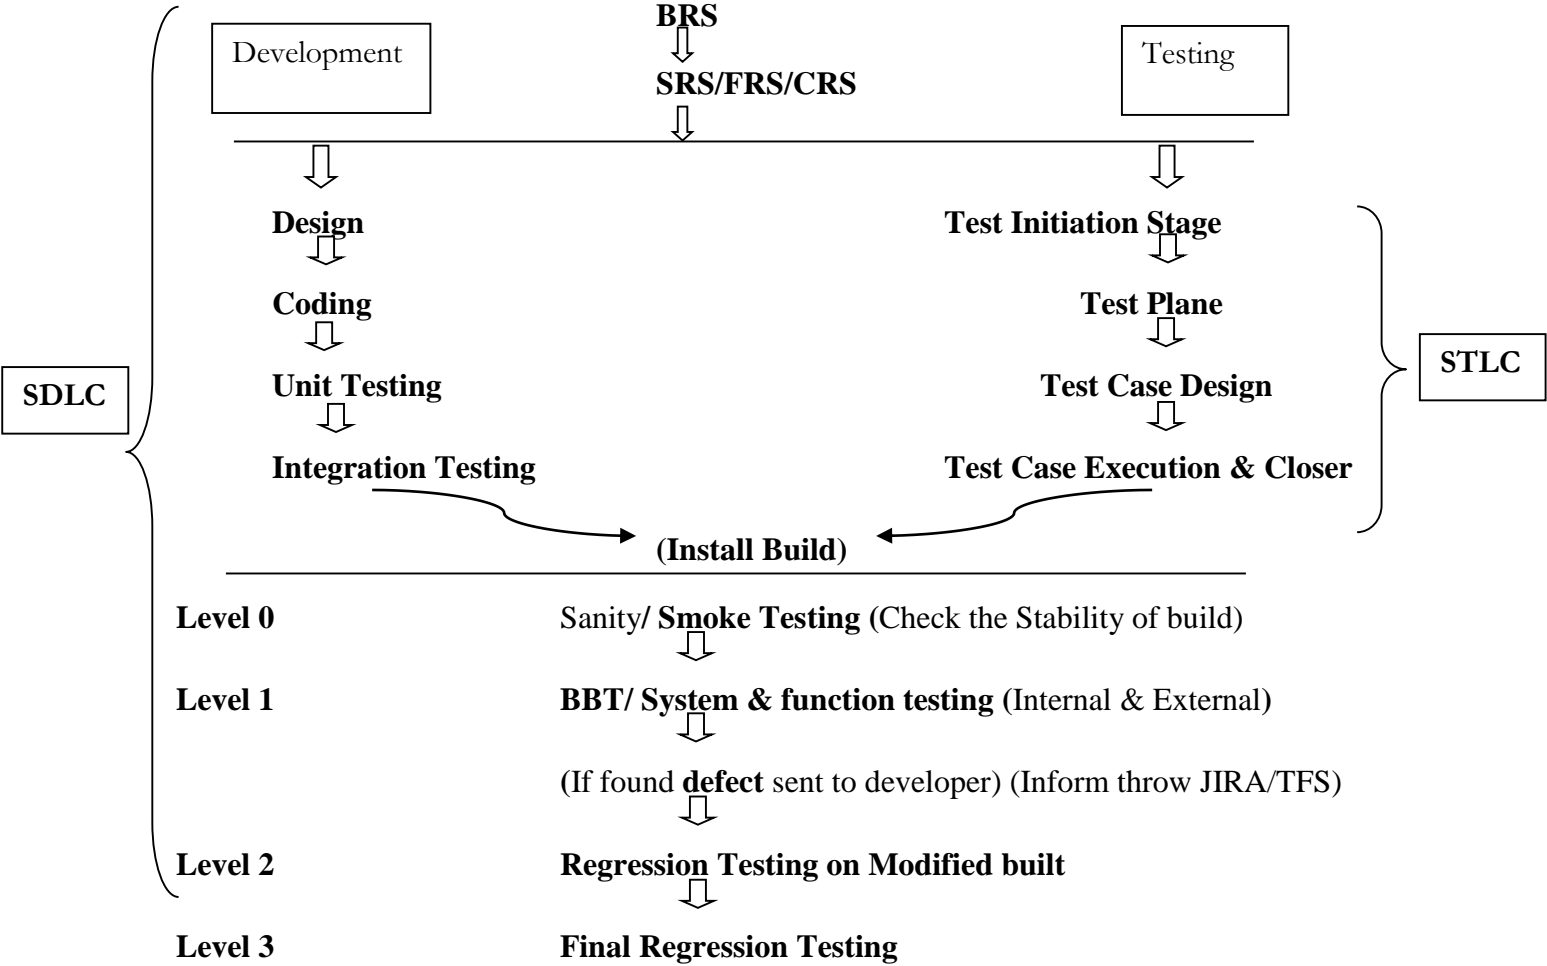 BRS
Development
Testing
SRS/FRS/CRS
Design
Test Initiation Stage
Coding
Test Plane
STLC
Unit Testing
Test Case Design
SDLC
Integration Testing
Test Case Execution & Closer
(Install Build)
Level 0
Sanity/ Smoke Testing (Check the Stability of build)
Level 1
BBT/ System & function testing (Internal & External)
(If found defect sent to developer) (Inform throw JIRA/TFS)
Level 2
Regression Testing on Modified built
Level 3
Final Regression Testing